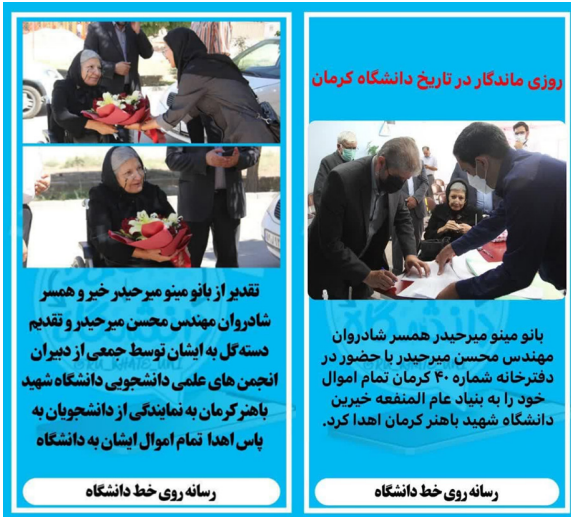 روزی ماندگار در تاریخ دانشگاه کرمان
بانو مینو میرحیدر همسر شادروان
مهندس محسن میرحیدر با حضور در
دفترخانه شماره ۴۰ کرمان تمام اموال
خود را به بنیاد عام المنفعه خیرین
دانشگاه شهید باهنر کرمان اهدا کرد.
رسانه روی خط دانشگاه
تقدیر از بانو مینو میرحیدر خیر و همسر
شادروان مهندس محسن میرحیدر و تقدیم
دسته گل به ایشان توسط جمعی از دبیران
انجمن های علمی دانشجویی دانشگاه شهید
باهنر کرمان به نمایندگی از دانشجویان به
پاس اهدا تمام اموال ایشان به دانشگاه
رسانه روی خط دانشگاه